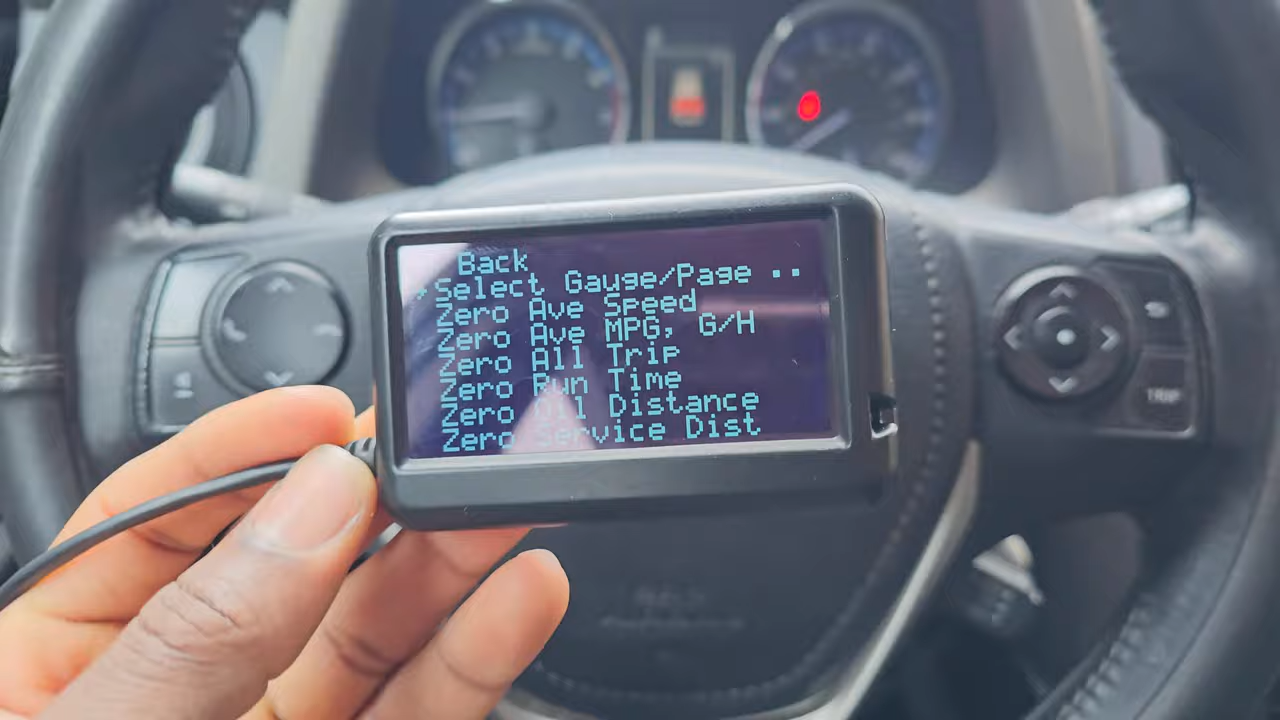 Back
Select Gauge/Page ..
Zero Ave Speed
Zero Ave MPG, G/H
Zero All Trip
Zero Run Time
Zero Oil Distance
Zero Service Dist
TRIP